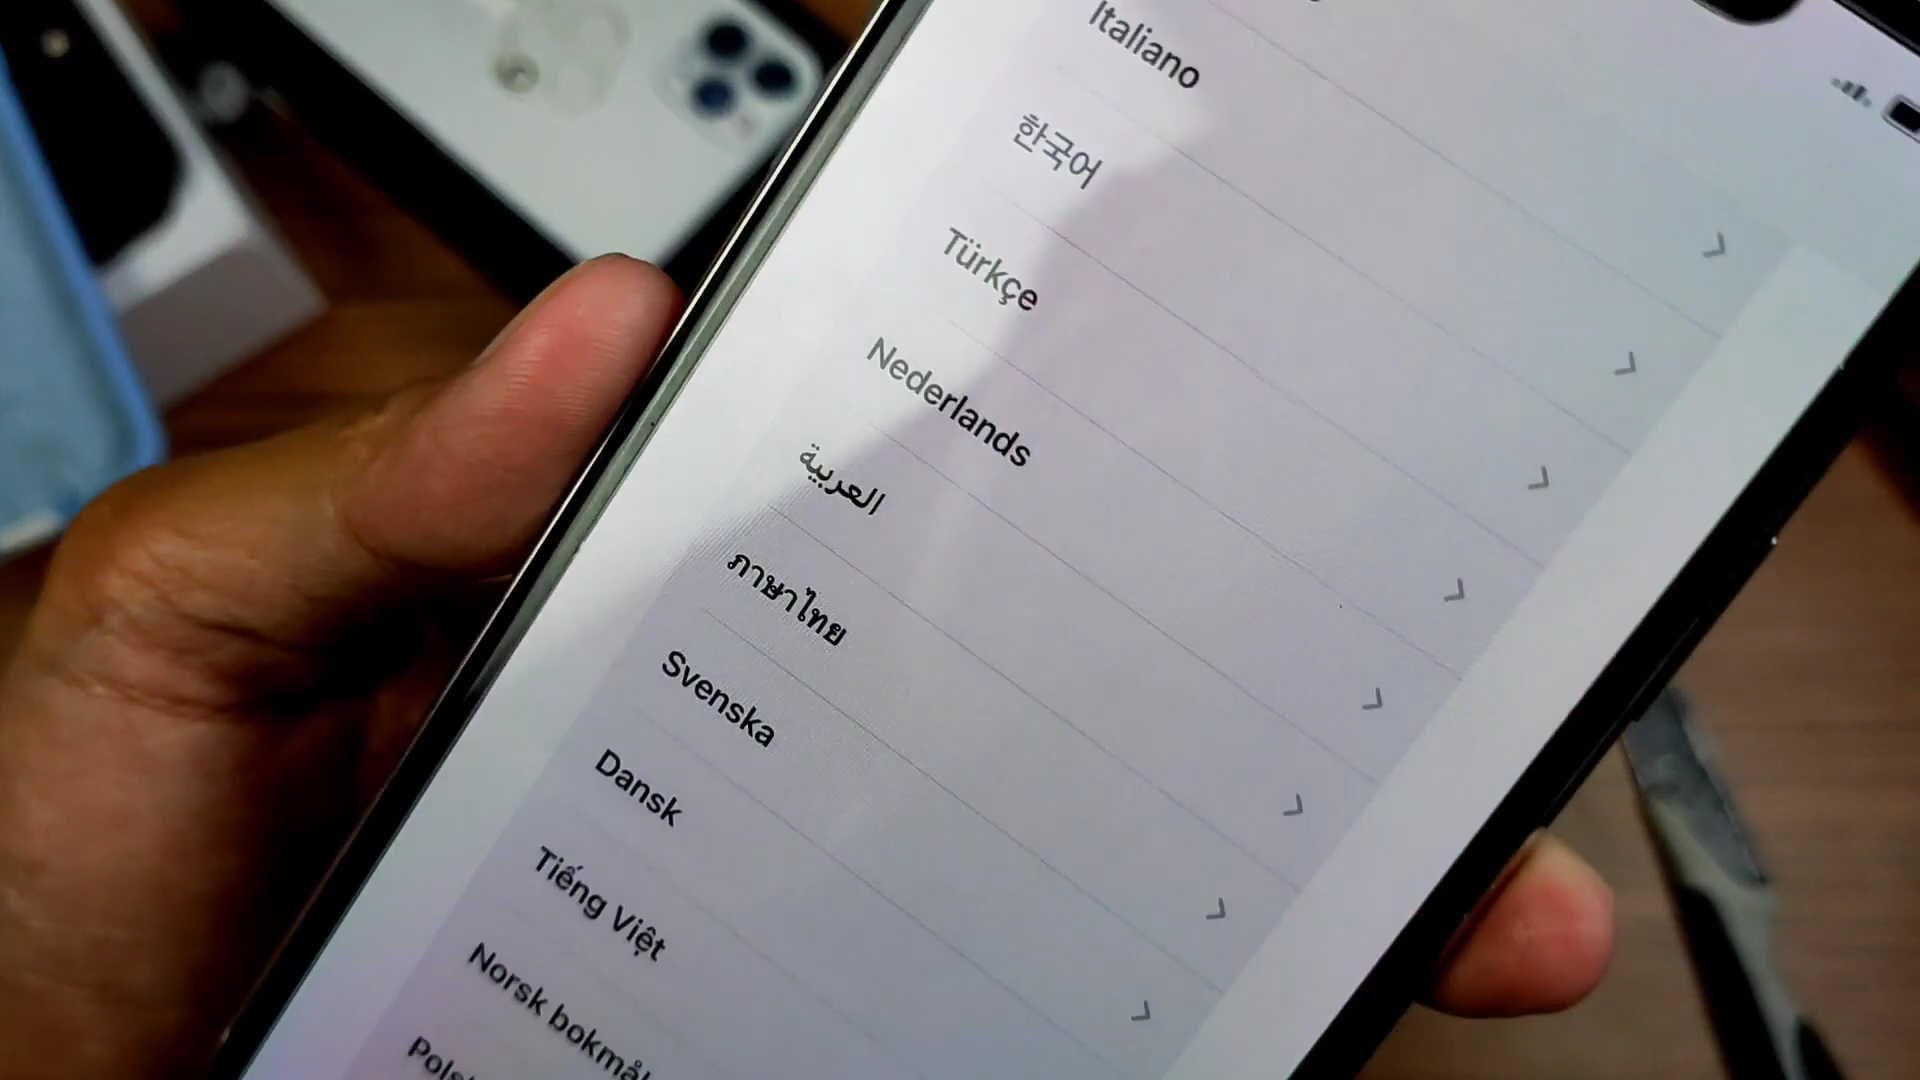 Italiano
한국어
Türkçe
Nederlands
العربية
ภาษาไทย
Svenska
Dansk
Tiếng Việt
Norsk bokmål